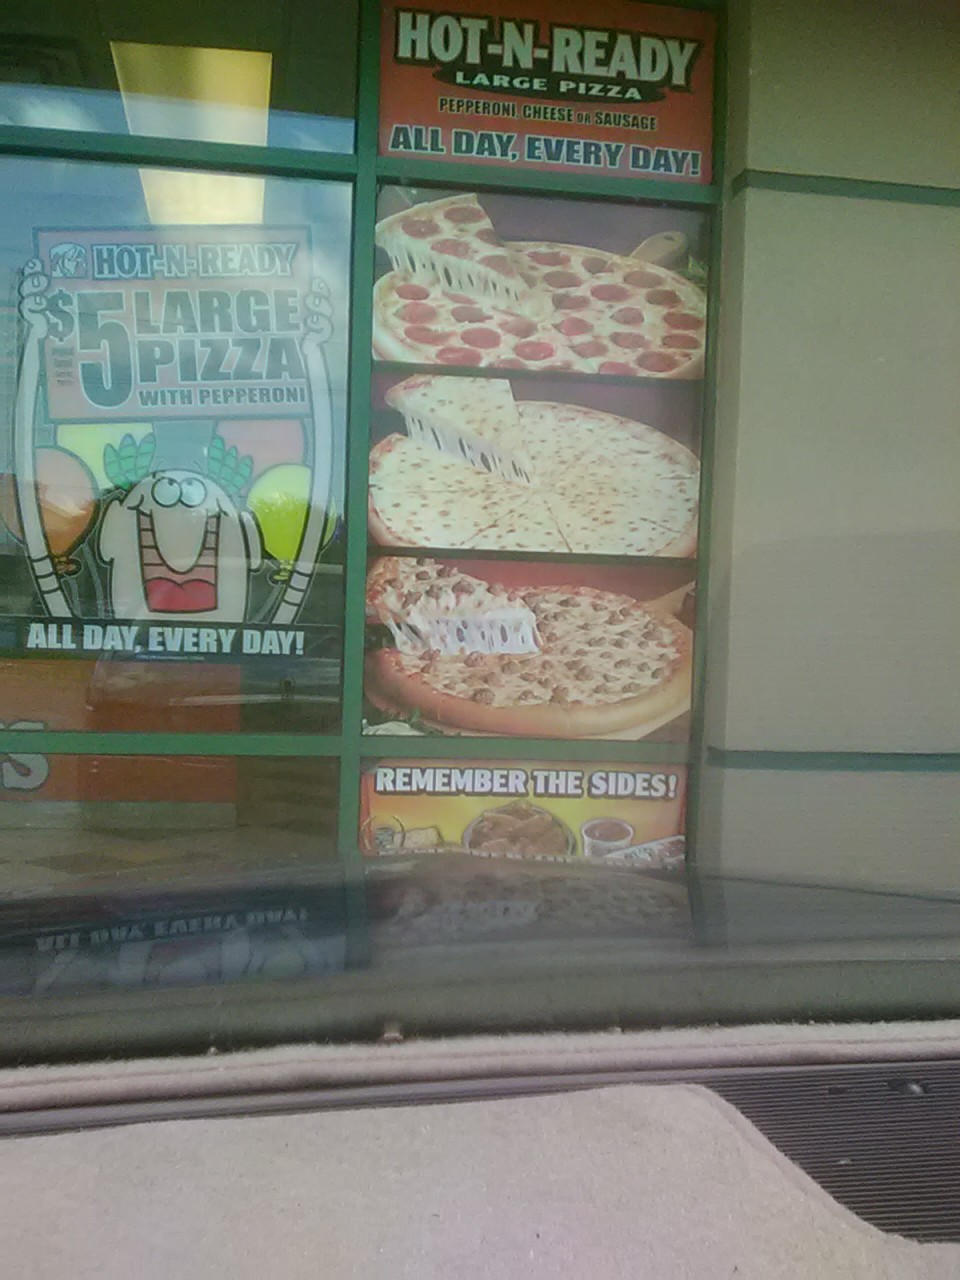 HOT-N-READY
LARGE PIZZA
PEPPERONI, CHEESE OR SAUSAGE
ALL DAY, EVERY DAY!
HOT-N-READY
$5 LARGE
PIZZA
WITH PEPPERONI
ALL DAY, EVERY DAY!
S
REMEMBER THE SIDES!